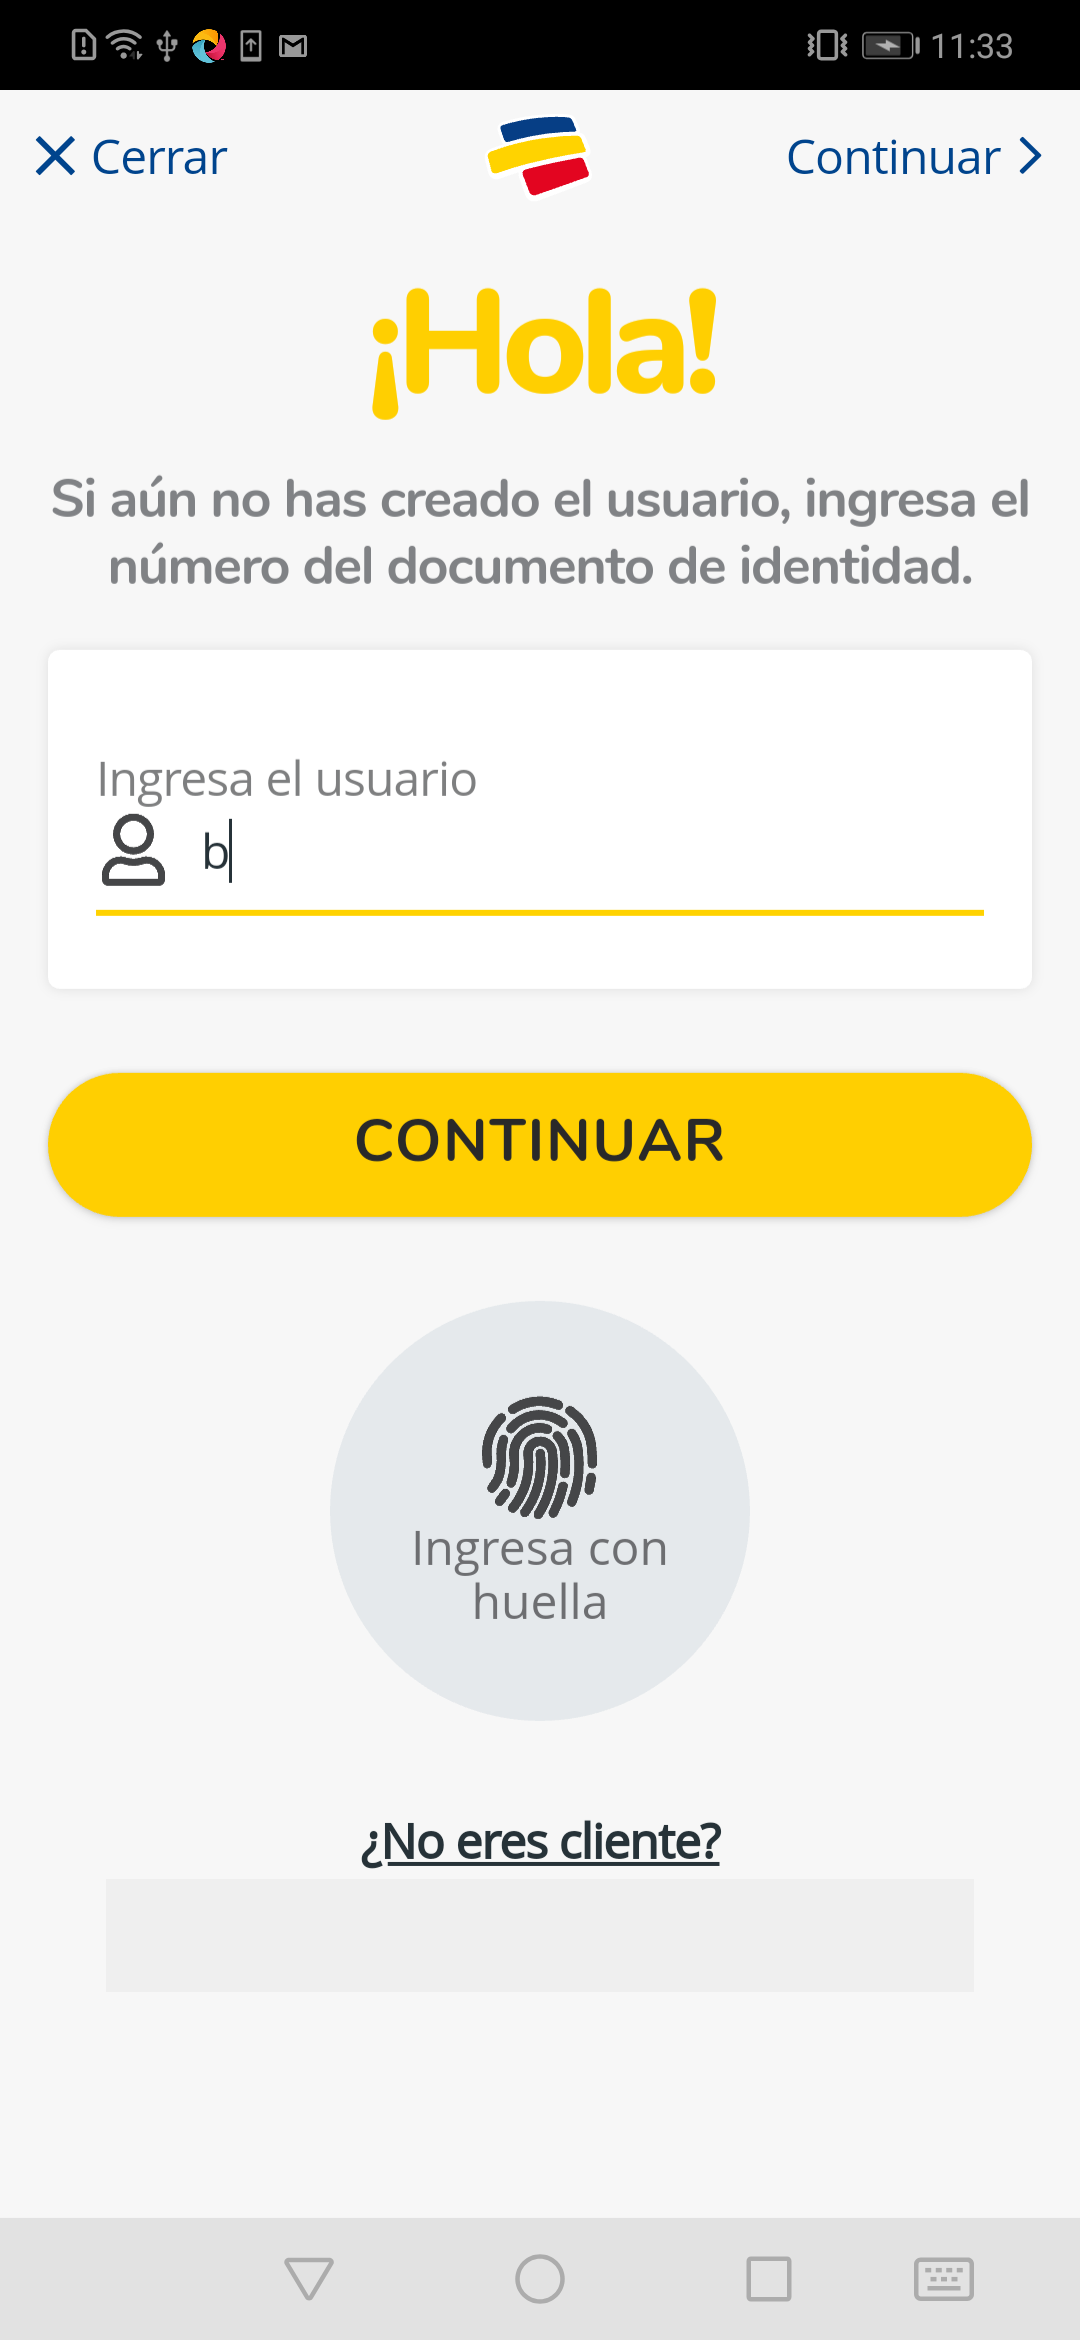 11:33
Cerrar
Continuar
¡Hola!
Si aún no has creado el usuario, ingresa el
número del documento de identidad.
Ingresa el usuario
b
CONTINUAR
Ingresa con
huella
¿No eres cliente?